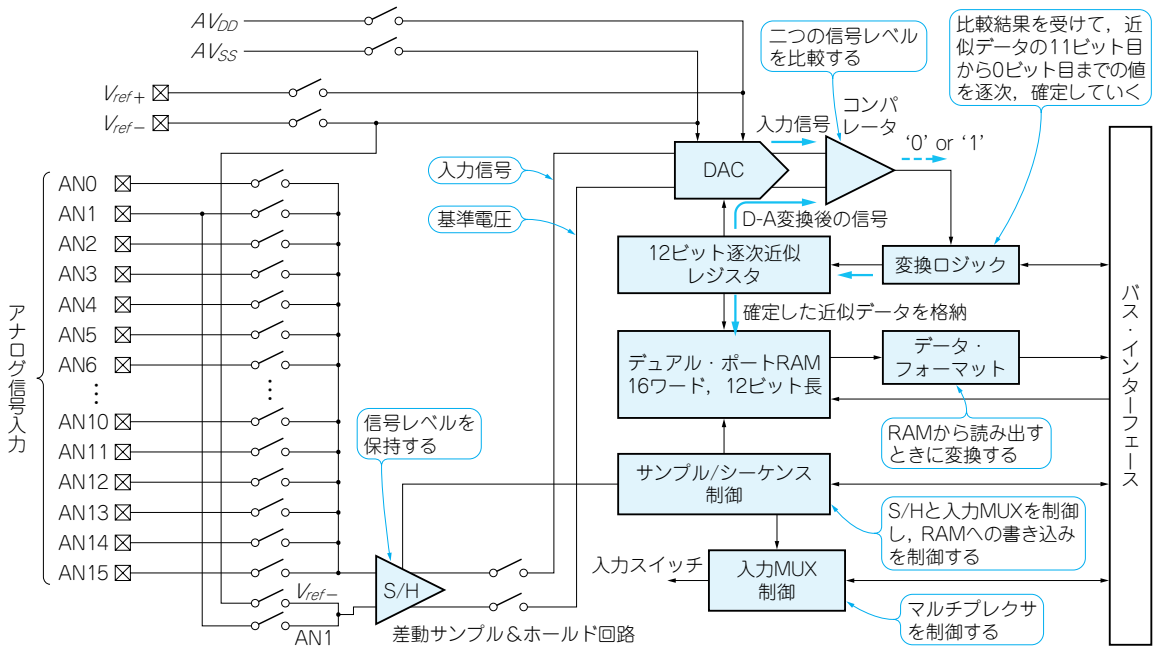 AVDD
AVSS
Vref+
Vref−
アナログ信号入力
AN0
AN1
AN2
AN3
AN4
AN5
AN6
⋮
AN10
AN11
AN12
AN13
AN14
AN15
⋮
Vref−
AN1
信号レベルを
保持する
S/H
差動サンプル＆ホールド回路
入力信号
基準電圧
二つの信号レベル
を比較する
コンパ
レータ
入力信号
DAC
D-A変換後の信号
'0' or '1'
比較結果を受けて，近
似データの11ビット目
から0ビット目までの値
を逐次，確定していく
12ビット逐次近似
レジスタ
変換ロジック
確定した近似データを格納
デュアル・ポートRAM
16ワード，12ビット長
データ・
フォーマット
RAMから読み出す
ときに変換する
サンプル/シーケンス
制御
S/Hと入力MUXを制御
し，RAMへの書き込み
を制御する
入力スイッチ
入力MUX
制御
マルチプレクサ
を制御する
バス・インターフェース